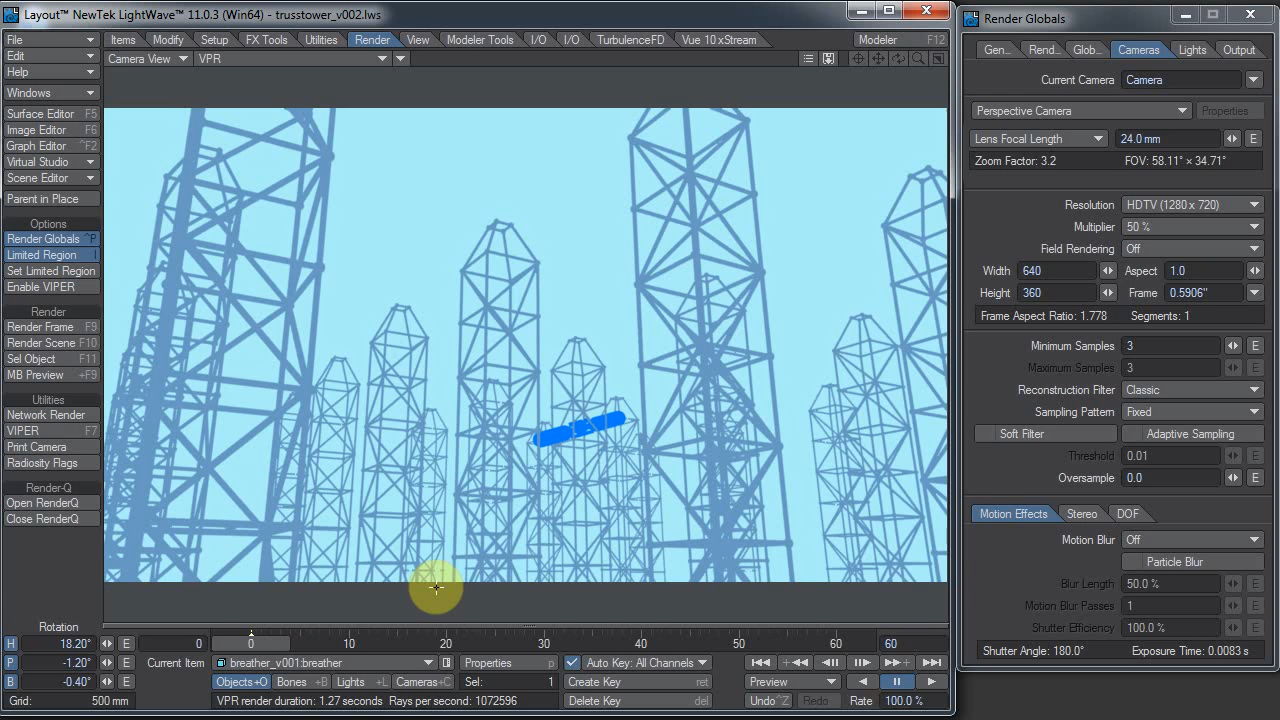 Layout™ NewTek LightWave™ 11.0.3 (Win64) - trusstower_v002.lws
File
Edit
Help
Windows
Surface Editor F5
Image Editor F6
Graph Editor ^F2
Virtual Studio
Scene Editor
Parent in Place
Options
Render Globals ^P
Limited Region l
Set Limited Region
Enable VIPER
Render
Render Frame F9
Render Scene F10
Sel Object F11
MB Preview +F9
Utilities
Network Render
VIPER F7
Print Camera
Radiosity Flags
Render-Q
Open RenderQ
Close RenderQ
Items Modify Setup FX Tools Utilities Render View Modeler Tools I/O I/O TurbulenceFD Vue 10 xStream Modeler F12
Camera View VPR
Rotation
H 18.20° E
P -1.20° E
B -0.40° E
Grid: 500 mm
0 0 10 20 30 40 50 60 60
Current Item breather_v001:breather Properties p Auto Key: All Channels
Objects +O Bones +B Lights +L Cameras +C Sel: 1 Create Key ret Preview
VPR render duration: 1.27 seconds Rays per second: 1072596 Delete Key del Undo ^Z Redo Rate 100.0 %
Render Globals
Gen... Rend... Glob... Cameras Lights Output
Current Camera Camera
Perspective Camera Properties
Lens Focal Length 24.0 mm E
Zoom Factor: 3.2 FOV: 58.11° × 34.71°
Resolution HDTV (1280 x 720)
Multiplier 50 %
Field Rendering Off
Width 640 Aspect 1.0
Height 360 Frame 0.5906"
Frame Aspect Ratio: 1.778 Segments: 1
Minimum Samples 3 E
Maximum Samples 3 E
Reconstruction Filter Classic
Sampling Pattern Fixed
Soft Filter Adaptive Sampling
Threshold 0.01 E
Oversample 0.0 E
Motion Effects Stereo DOF
Motion Blur Off
Particle Blur
Blur Length 50.0 % E
Motion Blur Passes 1 E
Shutter Efficiency 100.0 % E
Shutter Angle: 180.0° Exposure Time: 0.0083 s